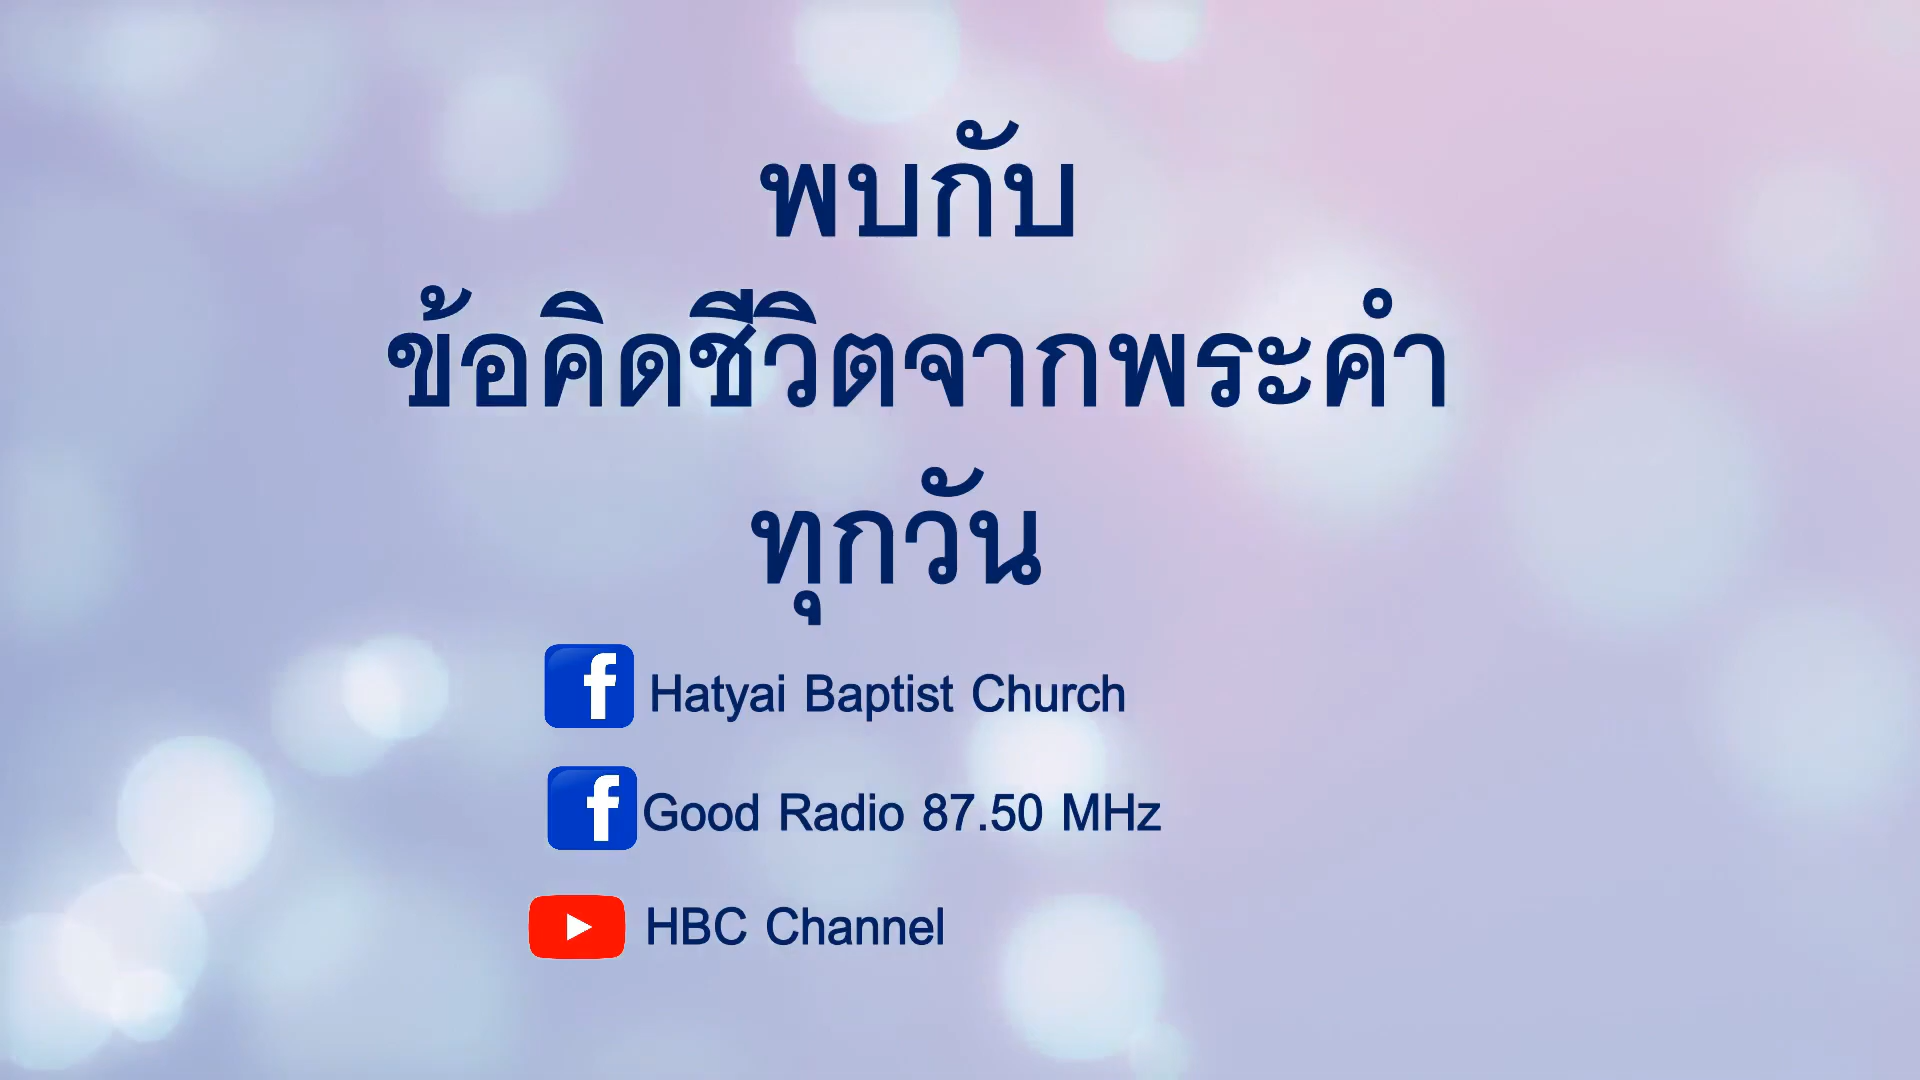 พบกับ
ข้อคิดชีวิตจากพระคำ
ทุกวัน
f Hatyai Baptist Church
f Good Radio 87.50 MHz
HBC Channel